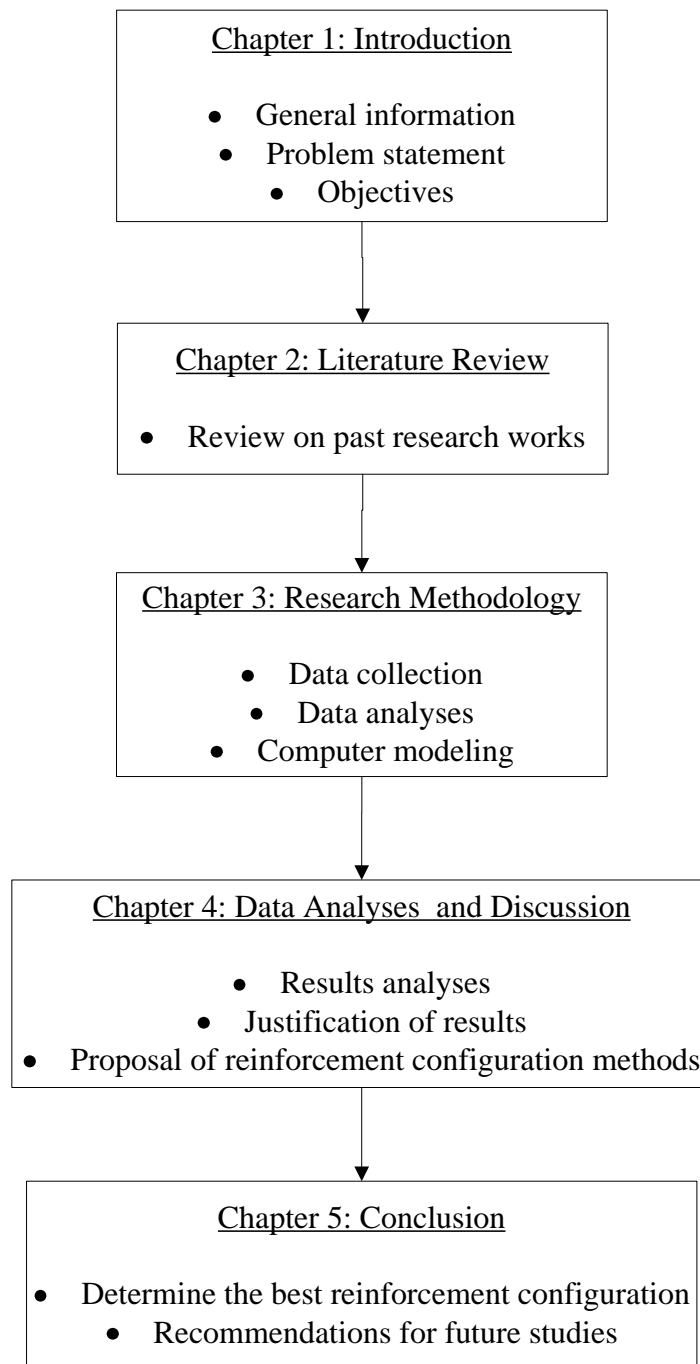 Chapter 1: Introduction
• General information
• Problem statement
• Objectives
Chapter 2: Literature Review
• Review on past research works
Chapter 3: Research Methodology
• Data collection
• Data analyses
• Computer modeling
Chapter 4: Data Analyses and Discussion
• Results analyses
• Justification of results
• Proposal of reinforcement configuration methods
Chapter 5: Conclusion
• Determine the best reinforcement configuration
• Recommendations for future studies